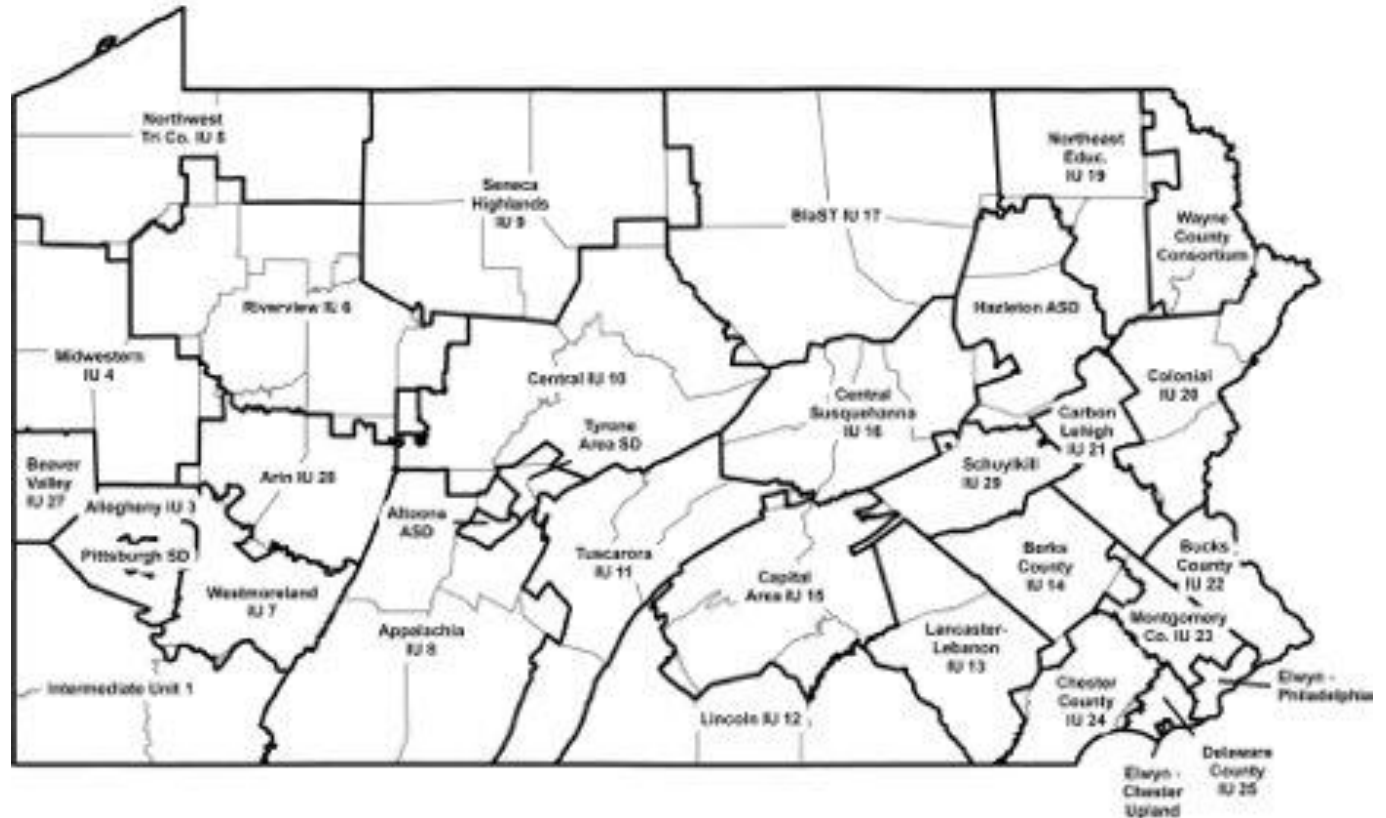 Northwest
Tri Co. IU 5
Seneca
Highlands
IU 9
BlaST IU 17
Northeast
Educ.
IU 19
Wayne
County
Consortium
Riverview IU 6
Hazleton ASD
Midwestern
IU 4
Central IU 10
Central
Susquehanna
IU 16
Colonial
IU 20
Tyrone
Area SD
Carbon
Lehigh
IU 21
Beaver
Valley
IU 27
Arin IU 28
Schuylkill
IU 29
Allegheny IU 3
Altoona
ASD
Pittsburgh SD
Tuscarora
IU 11
Berks
County
IU 14
Bucks
County
IU 22
Westmoreland
IU 7
Capital
Area IU 15
Montgomery
Co. IU 23
Appalachia
IU 8
Lancaster-
Lebanon
IU 13
Intermediate Unit 1
Chester
County
IU 24
Elwyn -
Philadelphia
Lincoln IU 12
Delaware
County
IU 25
Elwyn -
Chester
Upland